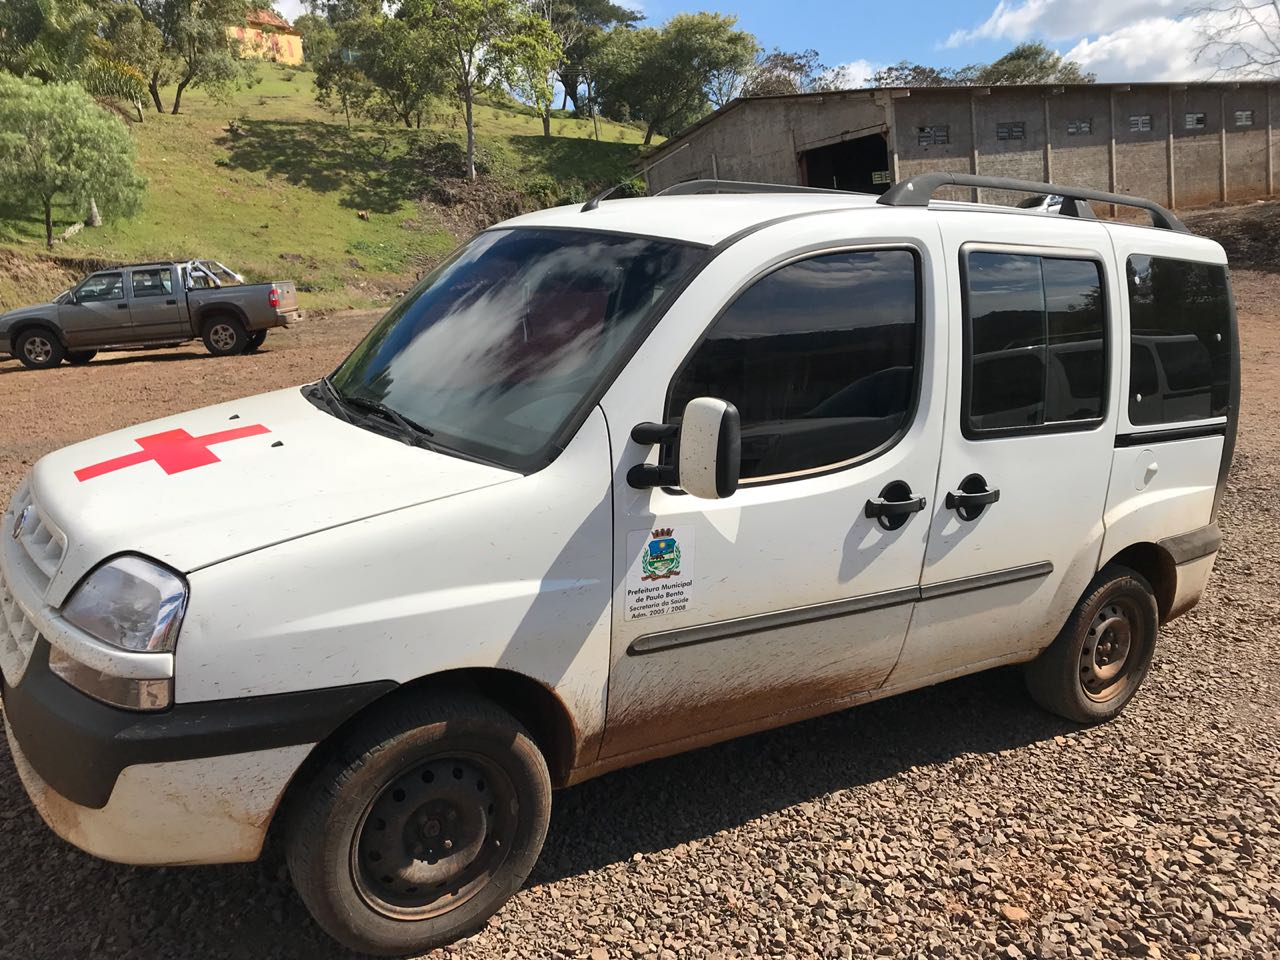 Prefeitura Municipal
de Paulo Bento
Secretaria da Saúde
Adm. 2005 / 2008